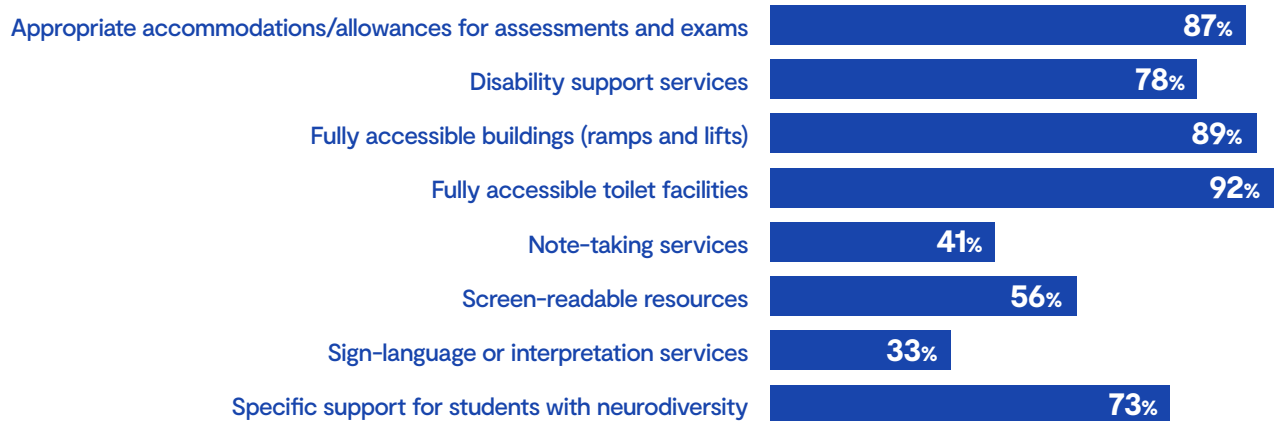 Appropriate accommodations/allowances for assessments and exams 87%
Disability support services 78%
Fully accessible buildings (ramps and lifts) 89%
Fully accessible toilet facilities 92%
Note-taking services 41%
Screen-readable resources 56%
Sign-language or interpretation services 33%
Specific support for students with neurodiversity 73%